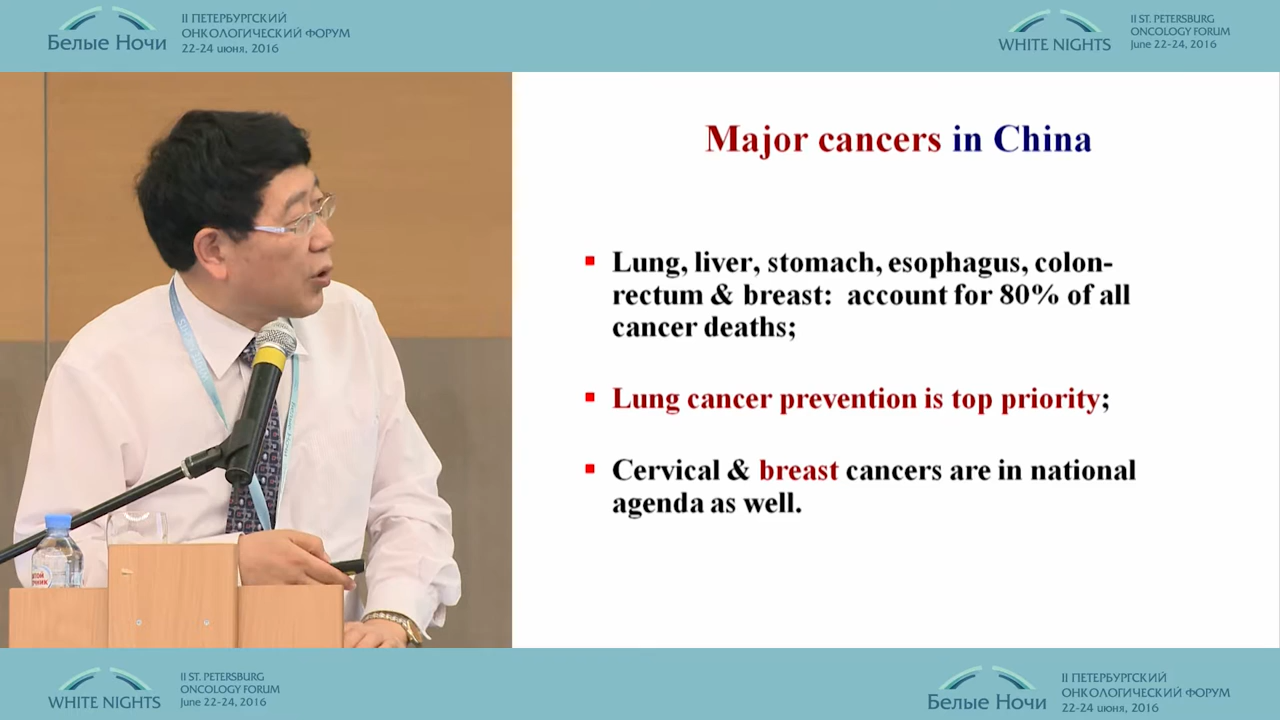 Белые Ночи
II ПЕТЕРБУРГСКИЙ
ОНКОЛОГИЧЕСКИЙ ФОРУМ
22-24 июня, 2016
WHITE NIGHTS
II ST. PETERSBURG
ONCOLOGY FORUM
June 22-24, 2016
Major cancers in China
Lung, liver, stomach, esophagus, colon-
rectum & breast: account for 80% of all
cancer deaths;
Lung cancer prevention is top priority;
Cervical & breast cancers are in national
agenda as well.
WHITE NIGHTS
II ST. PETERSBURG
ONCOLOGY FORUM
June 22-24, 2016
Белые Ночи
II ПЕТЕРБУРГСКИЙ
ОНКОЛОГИЧЕСКИЙ ФОРУМ
22-24 июня, 2016